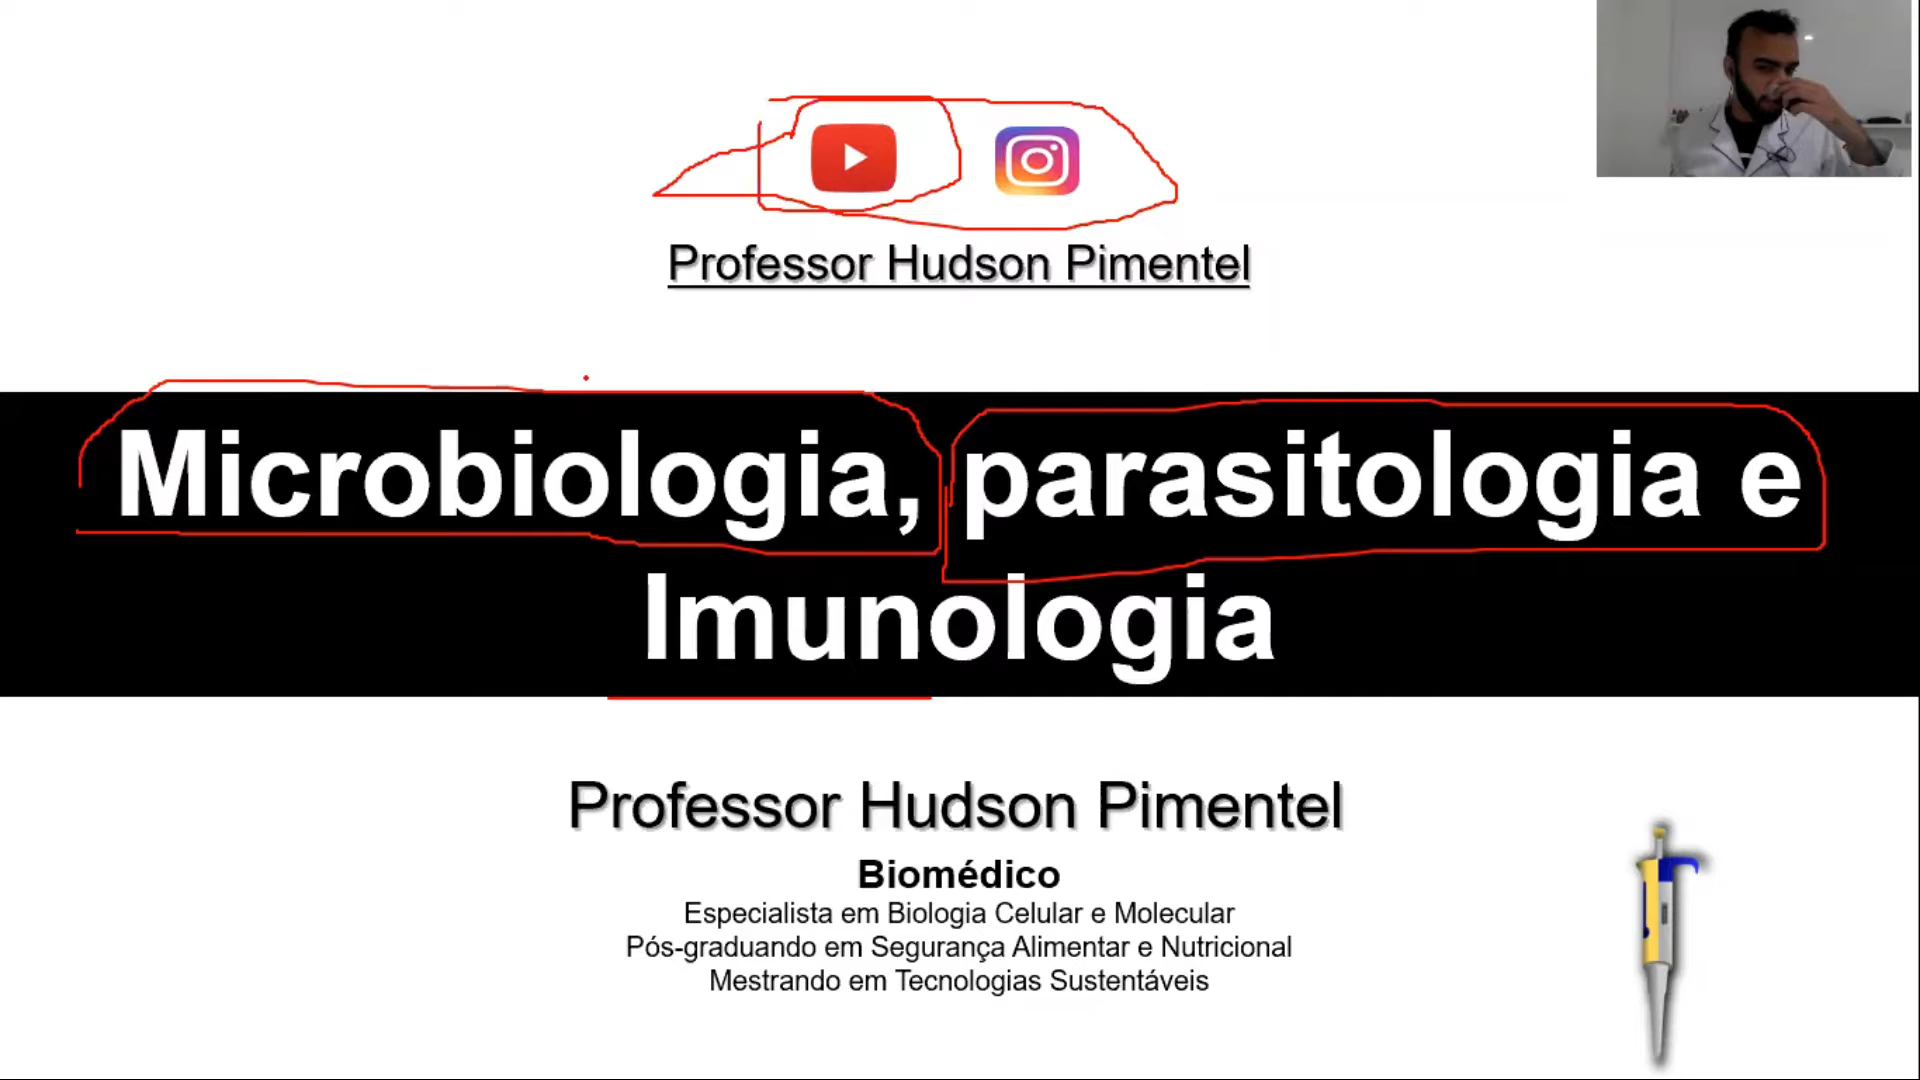 Professor Hudson Pimentel
Microbiologia, parasitologia e
Imunologia
Professor Hudson Pimentel
Biomédico
Especialista em Biologia Celular e Molecular
Pós-graduando em Segurança Alimentar e Nutricional
Mestrando em Tecnologias Sustentáveis